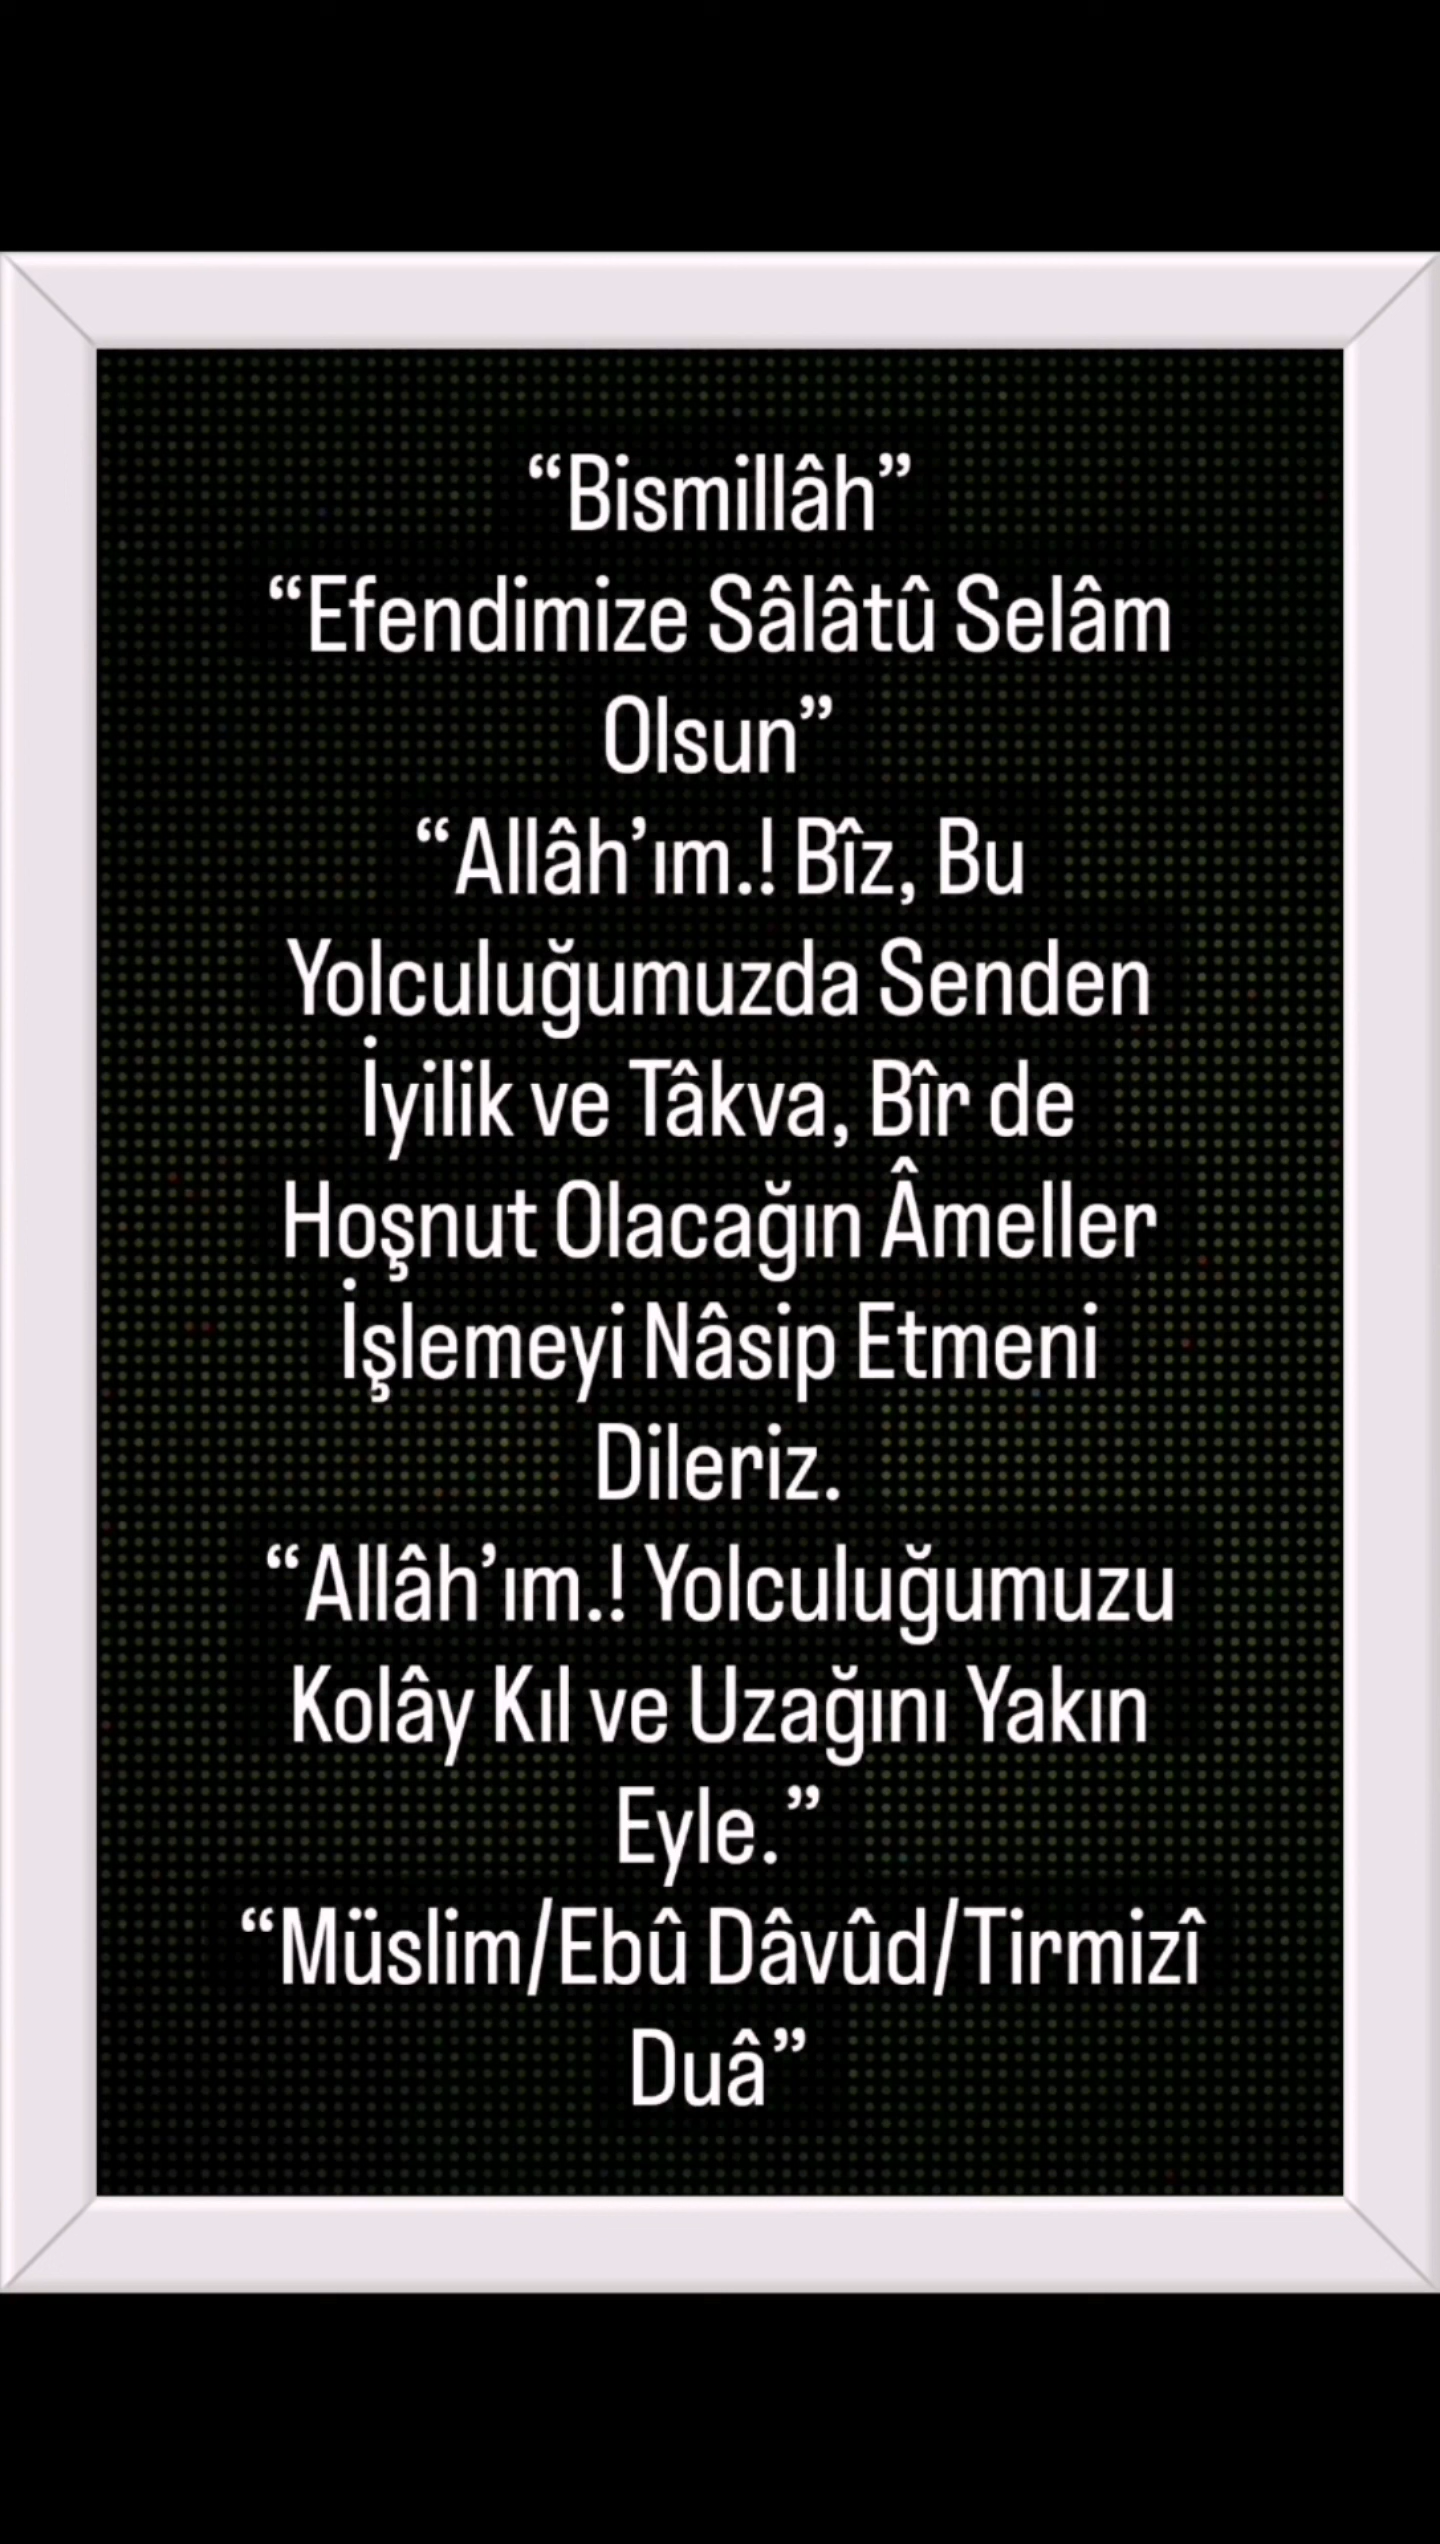 “Bismillâh”
“Efendimize Sâlâtû Selâm
Olsun”
“Allâh’ım.! Bîz, Bu
Yolculuğumuzda Senden
İyilik ve Tâkva, Bîr de
Hoşnut Olacağın Âmeller
İşlemeyi Nâsip Etmeni
Dileriz.
“Allâh’ım.! Yolculuğumuzu
Kolây Kıl ve Uzağını Yakın
Eyle.”
“Müslim/Ebû Dâvûd/Tirmizî
Duâ”